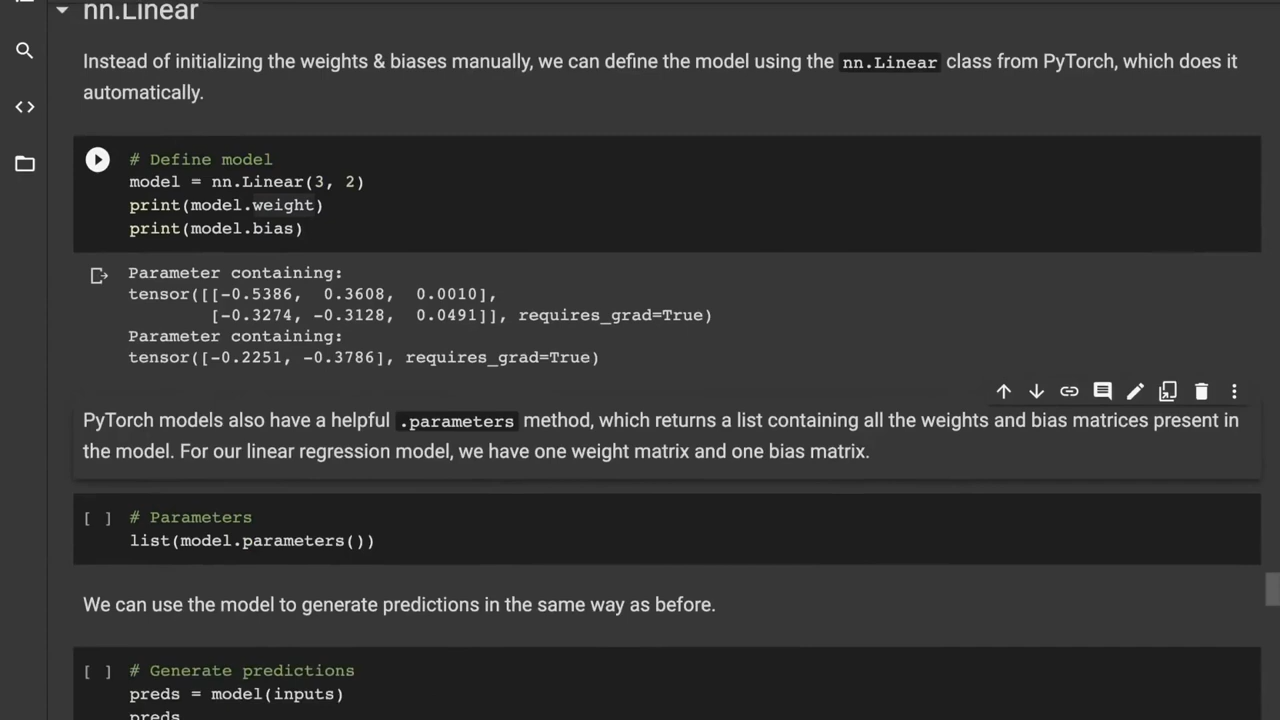 nn.Linear
Instead of initializing the weights & biases manually, we can define the model using the nn.Linear class from PyTorch, which does it
automatically.
# Define model
model = nn.Linear(3, 2)
print(model.weight)
print(model.bias)
Parameter containing:
tensor([[-0.5386,  0.3608,  0.0010],
        [-0.3274, -0.3128,  0.0491]], requires_grad=True)
Parameter containing:
tensor([-0.2251, -0.3786], requires_grad=True)
PyTorch models also have a helpful .parameters method, which returns a list containing all the weights and bias matrices present in
the model. For our linear regression model, we have one weight matrix and one bias matrix.
[ ] # Parameters
list(model.parameters())
We can use the model to generate predictions in the same way as before.
[ ] # Generate predictions
preds = model(inputs)
preds